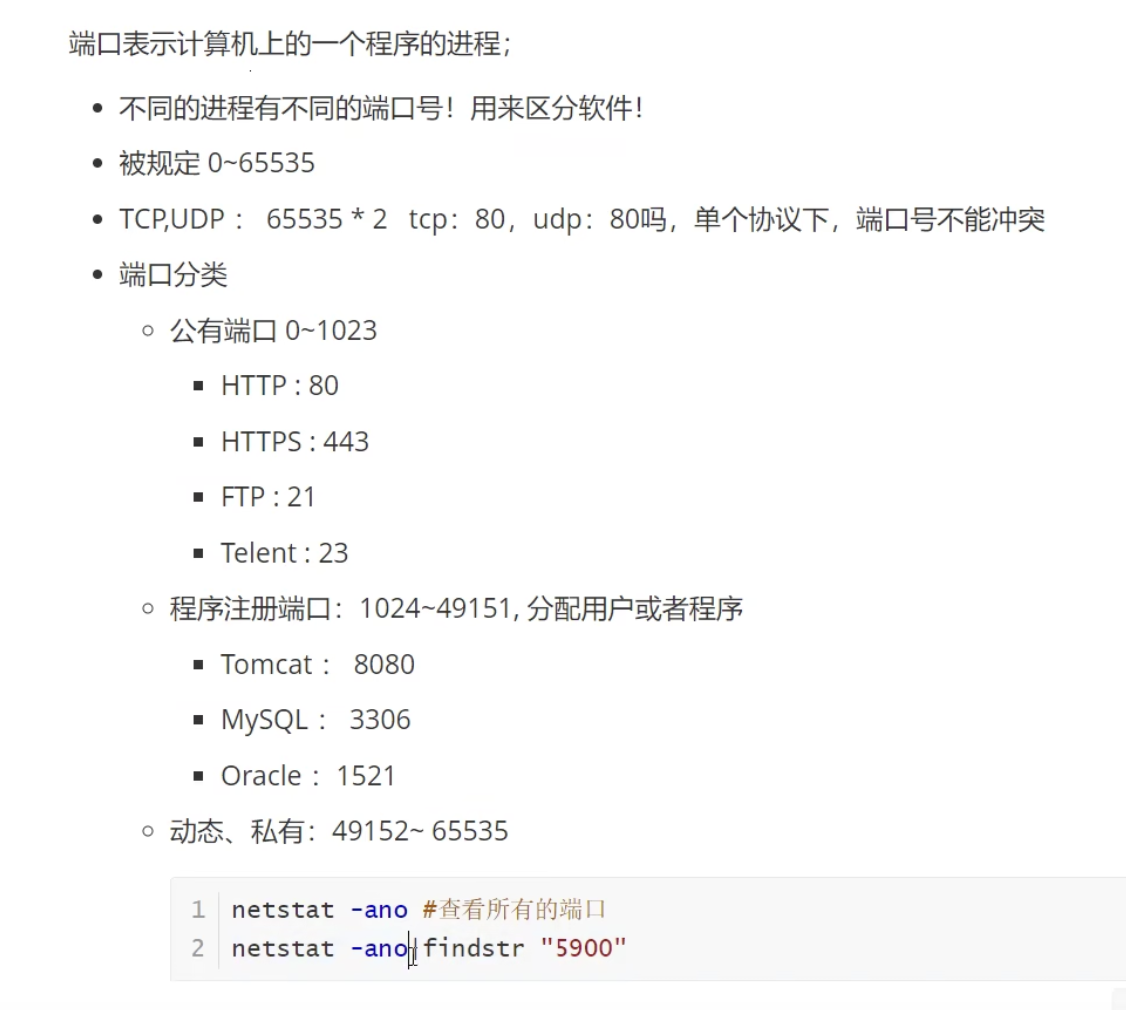 端口表示计算机上的一个程序的进程；
不同的进程有不同的端口号！用来区分软件！
被规定 0~65535
TCP,UDP： 65535 * 2 tcp：80，udp：80吗，单个协议下，端口号不能冲突
端口分类
公有端口 0~1023
HTTP : 80
HTTPS : 443
FTP : 21
Telent : 23
程序注册端口：1024~49151, 分配用户或者程序
Tomcat： 8080
MySQL： 3306
Oracle：1521
动态、私有：49152~ 65535
1 netstat -ano #查看所有的端口
2 netstat -ano|findstr "5900"